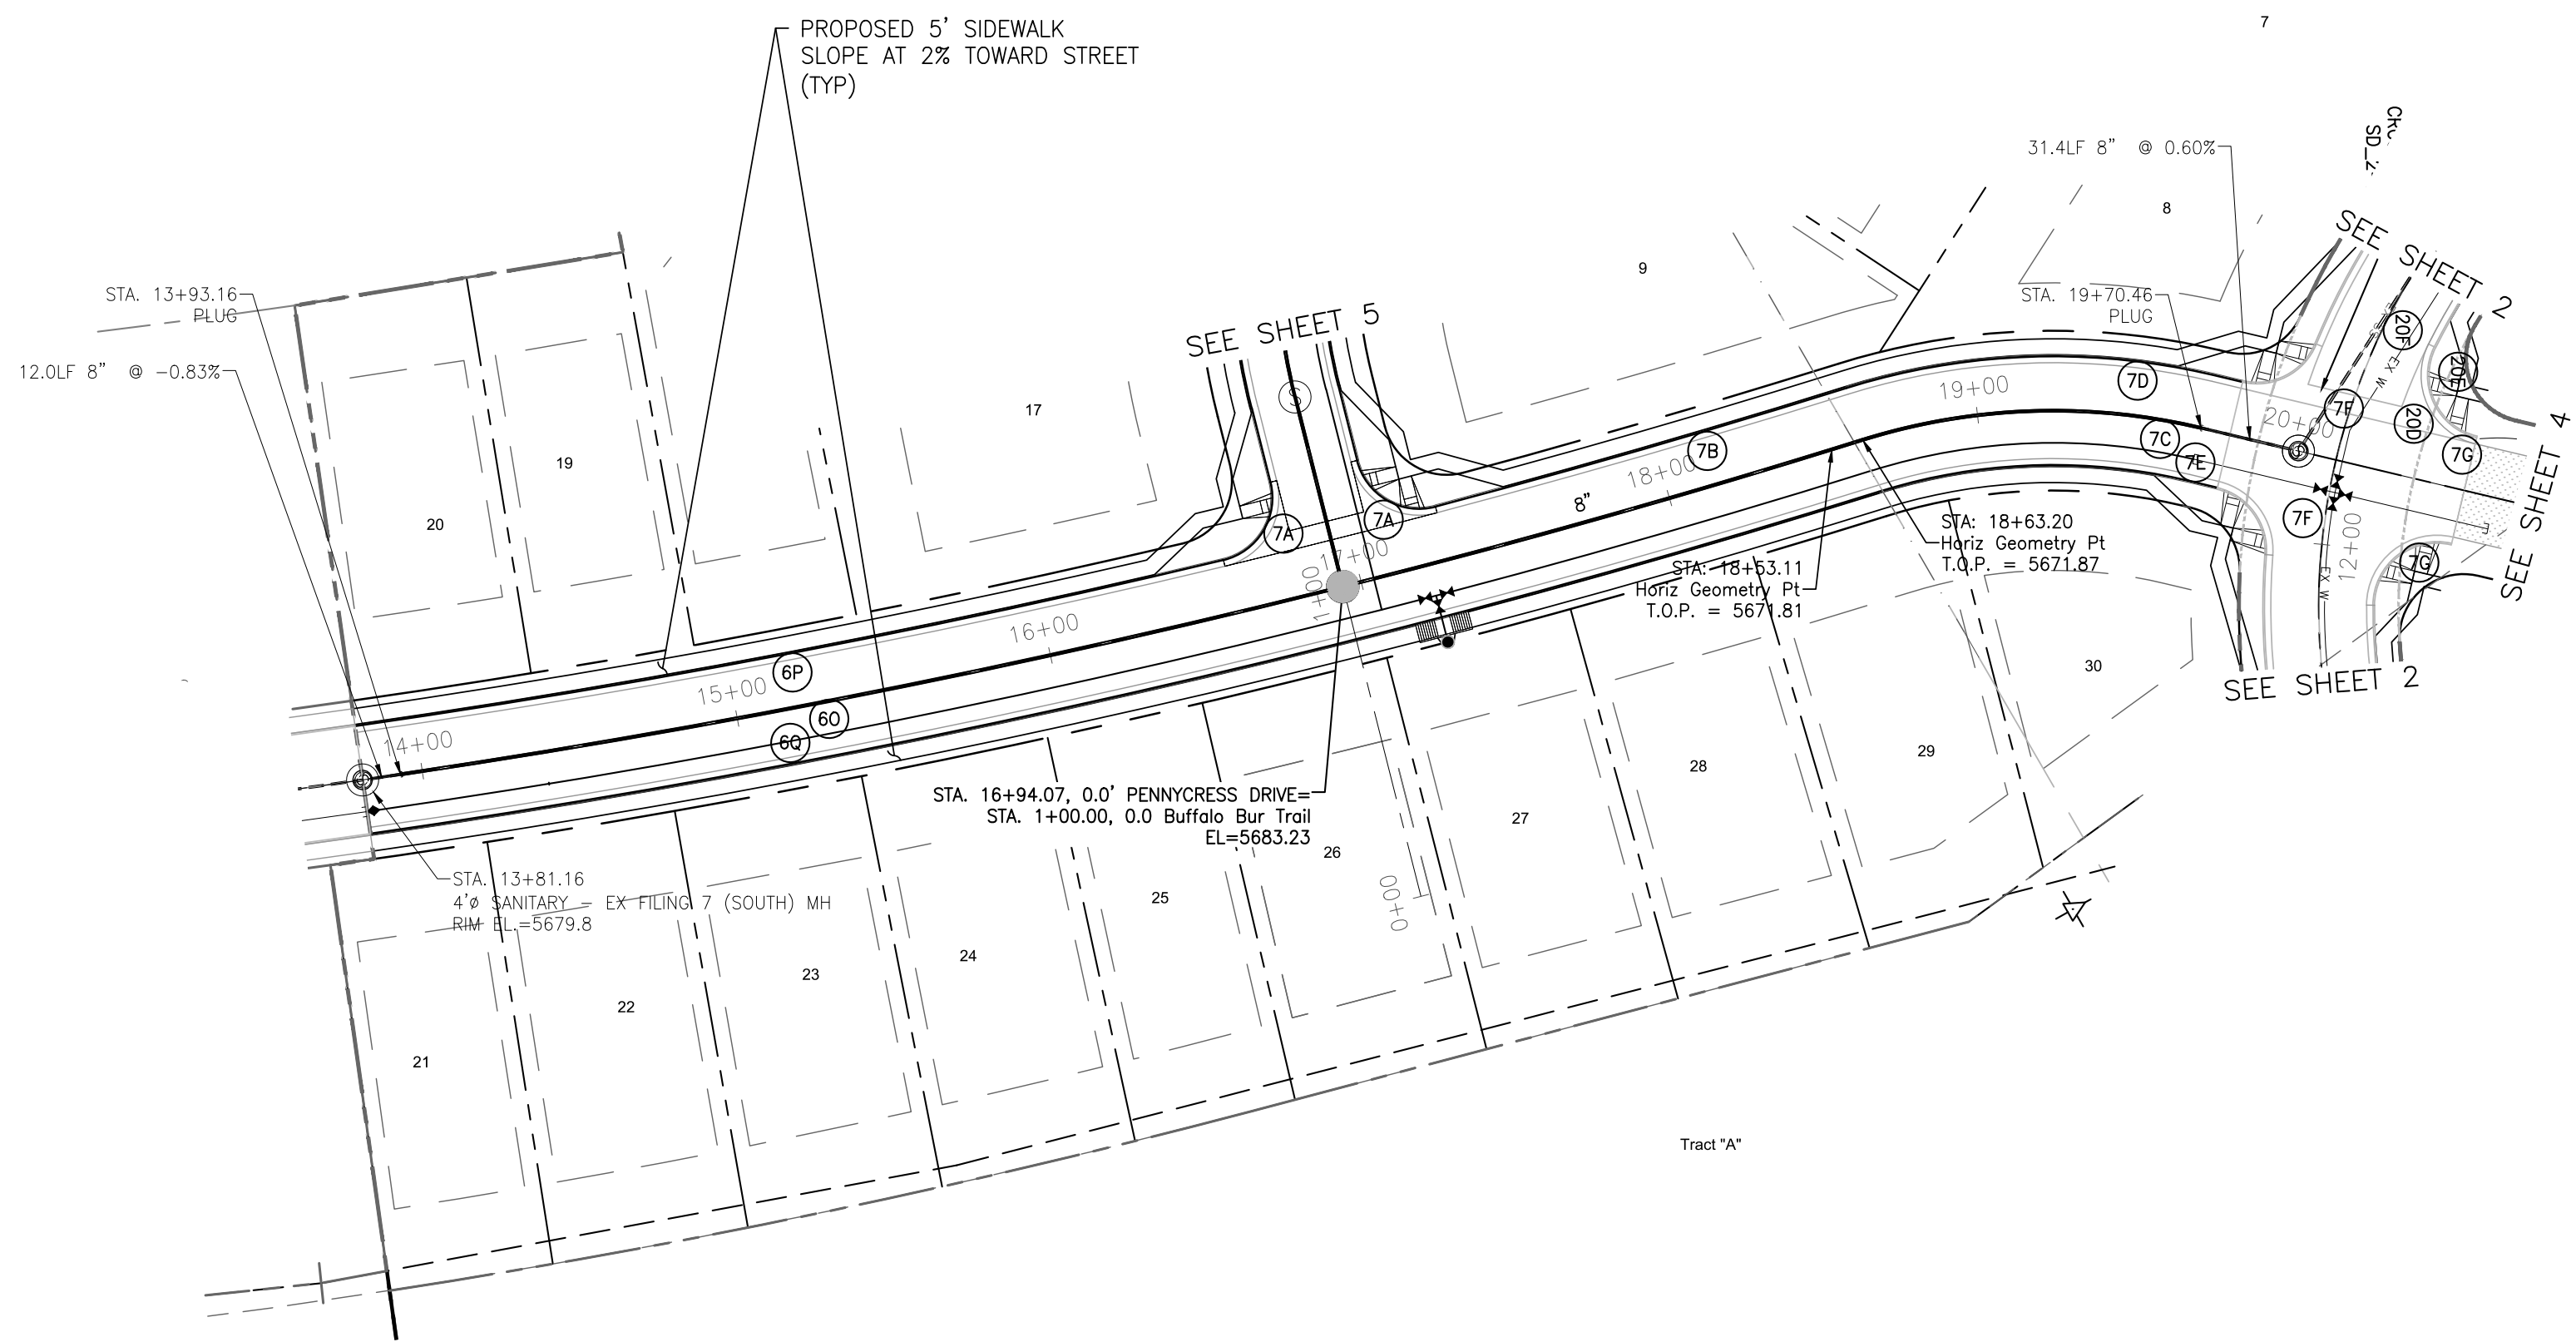 PROPOSED 5' SIDEWALK
SLOPE AT 2% TOWARD STREET
(TYP)
7
31.4LF 8" @ 0.60%
8
SEE SHEET 2
STA. 13+93.16
PLUG
12.0LF 8" @ -0.83%
9
STA. 19+70.46
PLUG
SEE SHEET 5
S
17
19
20
7D
19+00
7C
7E
20+00
7F
20F
20E
20D
7G
EX W
SEE SHEET 4
7B
18+00
8"
7A
7A
17+00
1+00
7F
12+00
EX W
7G
STA: 18+63.20
Horiz Geometry Pt
T.O.P. = 5671.87
STA: 18+53.11
Horiz Geometry Pt
T.O.P. = 5671.81
16+00
6P
15+00
6O
6Q
14+00
30
SEE SHEET 2
29
28
27
STA. 16+94.07, 0.0' PENNYCRESS DRIVE=
STA. 1+00.00, 0.0 Buffalo Bur Trail
EL=5683.23
26
0+00
25
STA. 13+81.16
4'ø SANITARY - EX FILING 7 (SOUTH) MH
RIM EL.=5679.8
24
23
22
21
Tract "A"